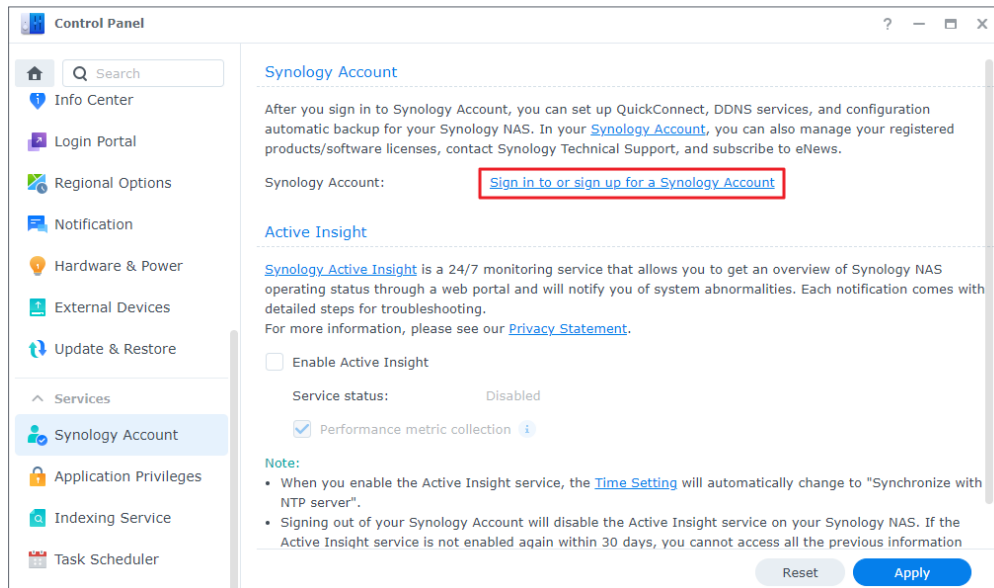 Control Panel
?
Search
Info Center
Login Portal
Regional Options
Notification
Hardware & Power
External Devices
Update & Restore
Services
Synology Account
Application Privileges
Indexing Service
Task Scheduler
Synology Account
After you sign in to Synology Account, you can set up QuickConnect, DDNS services, and configuration
automatic backup for your Synology NAS. In your Synology Account, you can also manage your registered
products/software licenses, contact Synology Technical Support, and subscribe to eNews.
Synology Account: Sign in to or sign up for a Synology Account
Active Insight
Synology Active Insight is a 24/7 monitoring service that allows you to get an overview of Synology NAS
operating status through a web portal and will notify you of system abnormalities. Each notification comes with
detailed steps for troubleshooting.
For more information, please see our Privacy Statement.
Enable Active Insight
Service status: Disabled
Performance metric collection i
Note:
• When you enable the Active Insight service, the Time Setting will automatically change to "Synchronize with
NTP server".
• Signing out of your Synology Account will disable the Active Insight service on your Synology NAS. If the
Active Insight service is not enabled again within 30 days, you cannot access all the previous information
Reset Apply